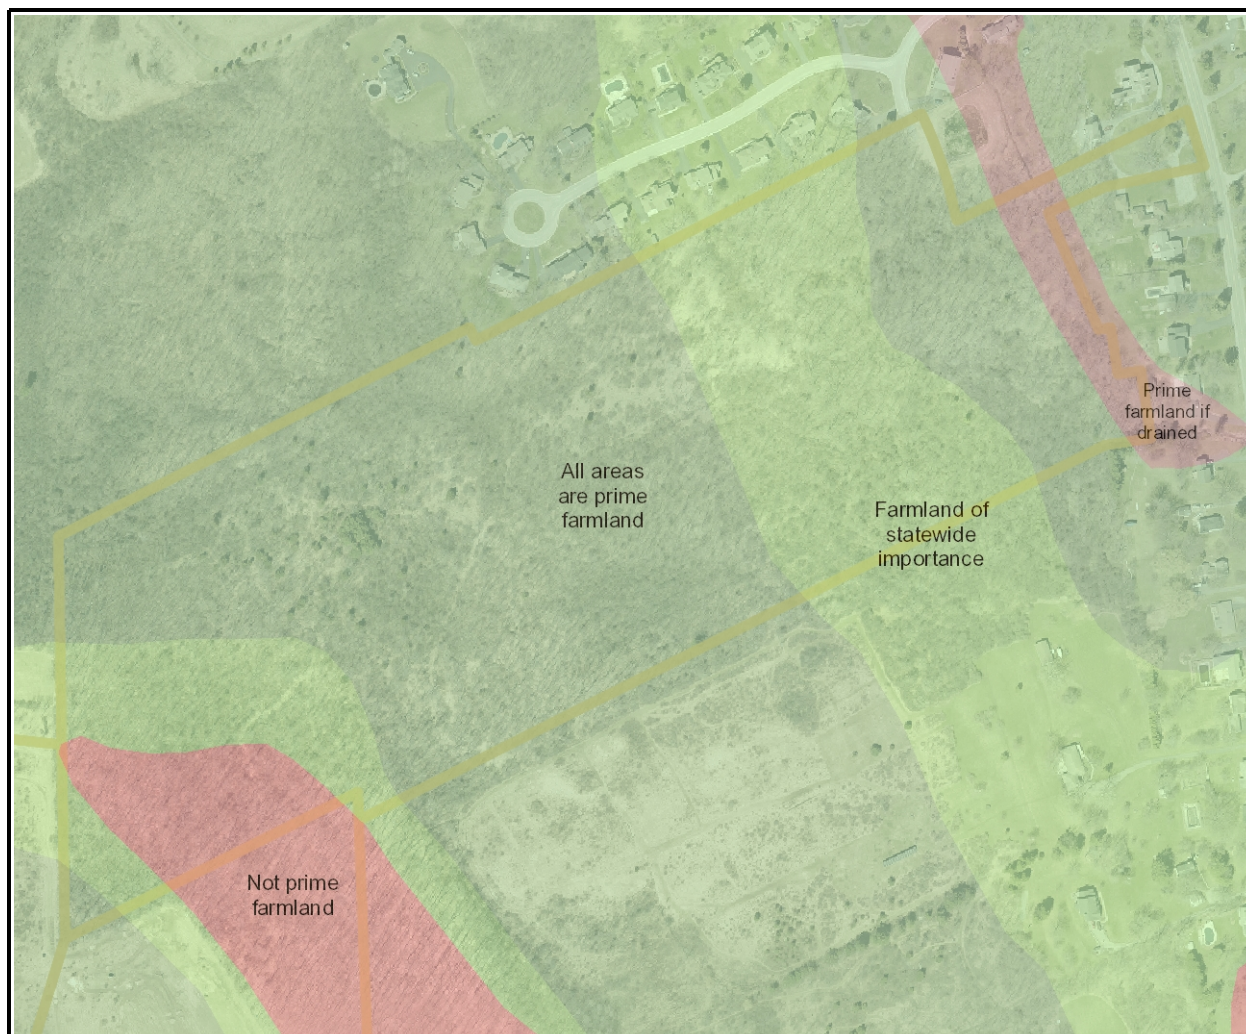 Prime
farmland if
drained
All areas
are prime
farmland
Farmland of
statewide
importance
Not prime
farmland